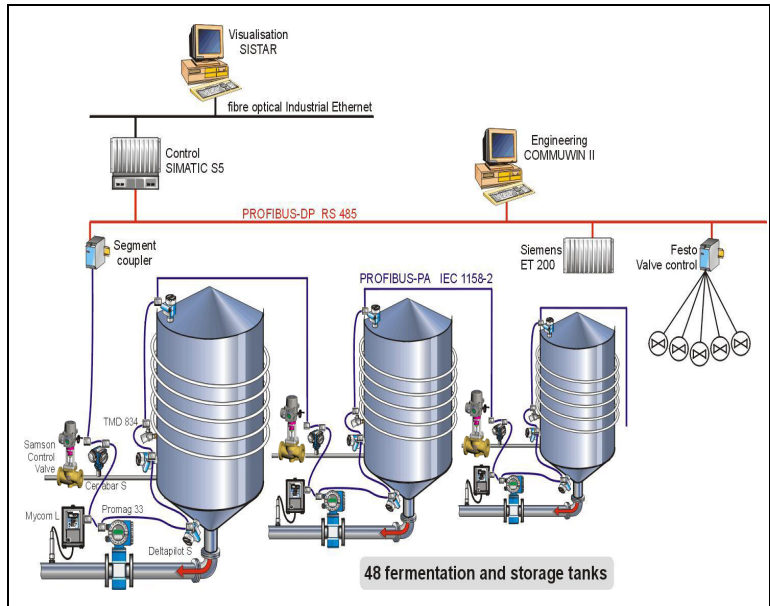 Visualisation
SISTAR
fibre optical Industrial Ethernet
Control
SIMATIC S5
Engineering
COMMUWIN II
PROFIBUS-DP RS 485
Segment
coupler
Siemens
ET 200
Festo
Valve control
PROFIBUS-PA IEC 1158-2
TMD 834
Samson
Control
Valve
Cerabar S
Mycom L
Promag 33
Deltapilot S
48 fermentation and storage tanks